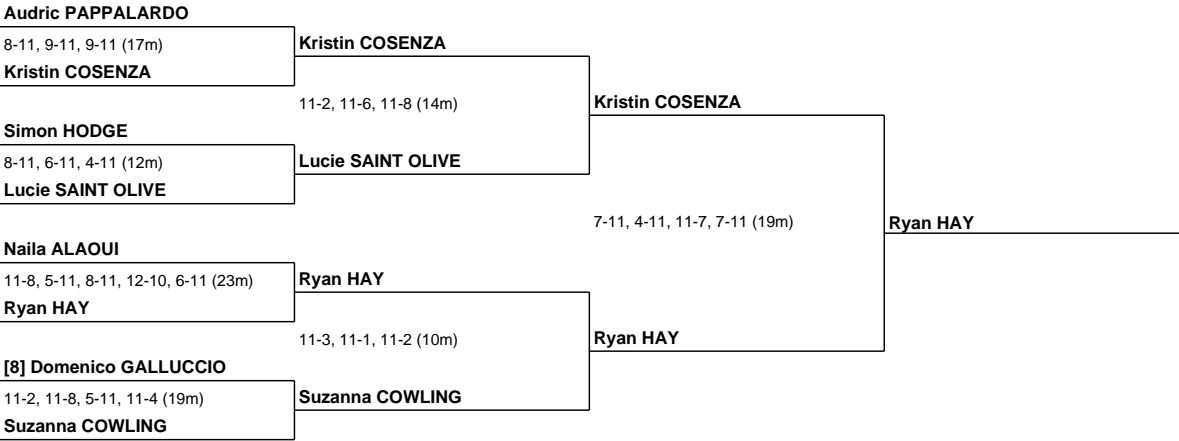 Audric PAPPALARDO
8-11, 9-11, 9-11 (17m)
Kristin COSENZA
Kristin COSENZA
11-2, 11-6, 11-8 (14m)
Kristin COSENZA
Simon HODGE
8-11, 6-11, 4-11 (12m)
Lucie SAINT OLIVE
Lucie SAINT OLIVE
7-11, 4-11, 11-7, 7-11 (19m)
Ryan HAY
Naila ALAOUI
11-8, 5-11, 8-11, 12-10, 6-11 (23m)
Ryan HAY
Ryan HAY
11-3, 11-1, 11-2 (10m)
Ryan HAY
[8] Domenico GALLUCCIO
11-2, 11-8, 5-11, 11-4 (19m)
Suzanna COWLING
Suzanna COWLING